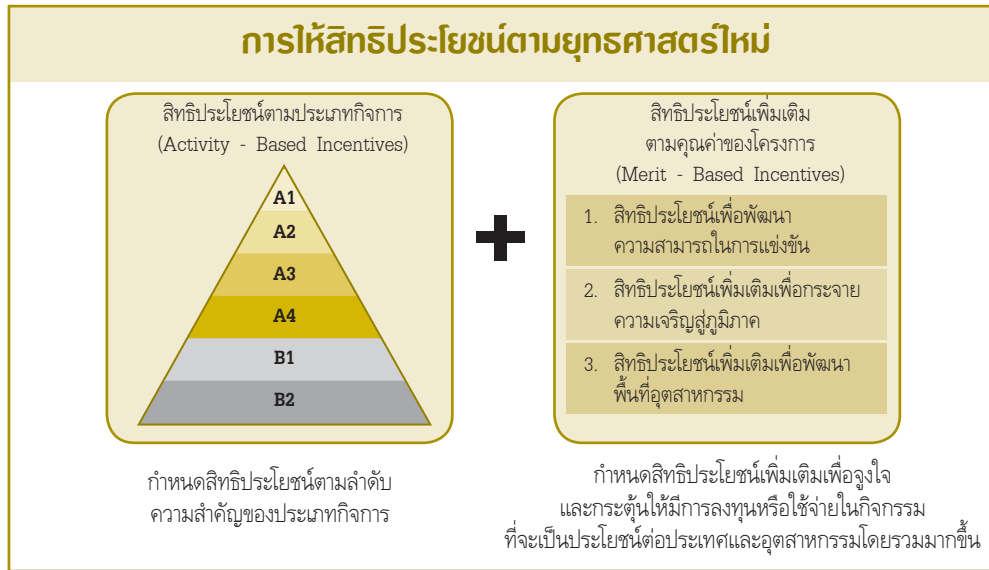 การให้สิทธิประโยชน์ตามยุทธศาสตร์ใหม่
สิทธิประโยชน์ตามประเภทกิจการ
(Activity - Based Incentives)
A1
A2
A3
A4
B1
B2
กำหนดสิทธิประโยชน์ตามลำดับ
ความสำคัญของประเภทกิจการ
สิทธิประโยชน์เพิ่มเติม
ตามคุณค่าของโครงการ
(Merit - Based Incentives)
1. สิทธิประโยชน์เพื่อพัฒนา
ความสามารถในการแข่งขัน
2. สิทธิประโยชน์เพิ่มเติมเพื่อกระจาย
ความเจริญสู่ภูมิภาค
3. สิทธิประโยชน์เพิ่มเติมเพื่อพัฒนา
พื้นที่อุตสาหกรรม
กำหนดสิทธิประโยชน์เพิ่มเติมเพื่อจูงใจ
และกระตุ้นให้มีการลงทุนหรือใช้จ่ายในกิจกรรม
ที่จะเป็นประโยชน์ต่อประเทศและอุตสาหกรรมโดยรวมมากขึ้น